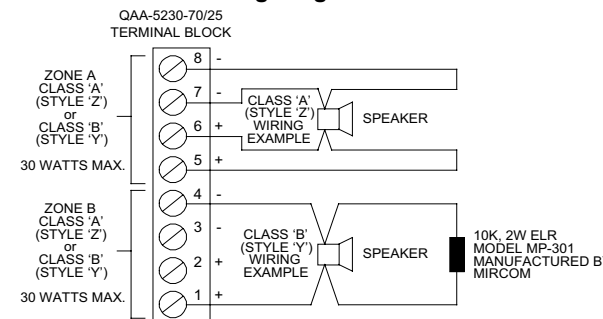 QAA-5230-70/25
TERMINAL BLOCK
ZONE A
CLASS 'A'
(STYLE 'Z')
or
CLASS 'B'
(STYLE 'Y')
30 WATTS MAX.
8 -
7 -
6 +
5 +
CLASS 'A'
(STYLE 'Z')
WIRING
EXAMPLE
SPEAKER
ZONE B
CLASS 'A'
(STYLE 'Z')
or
CLASS 'B'
(STYLE 'Y')
30 WATTS MAX.
4 -
3 -
2 +
1 +
CLASS 'B'
(STYLE 'Y')
WIRING
EXAMPLE
SPEAKER
10K, 2W ELR
MODEL MP-301
MANUFACTURED B
MIRCOM